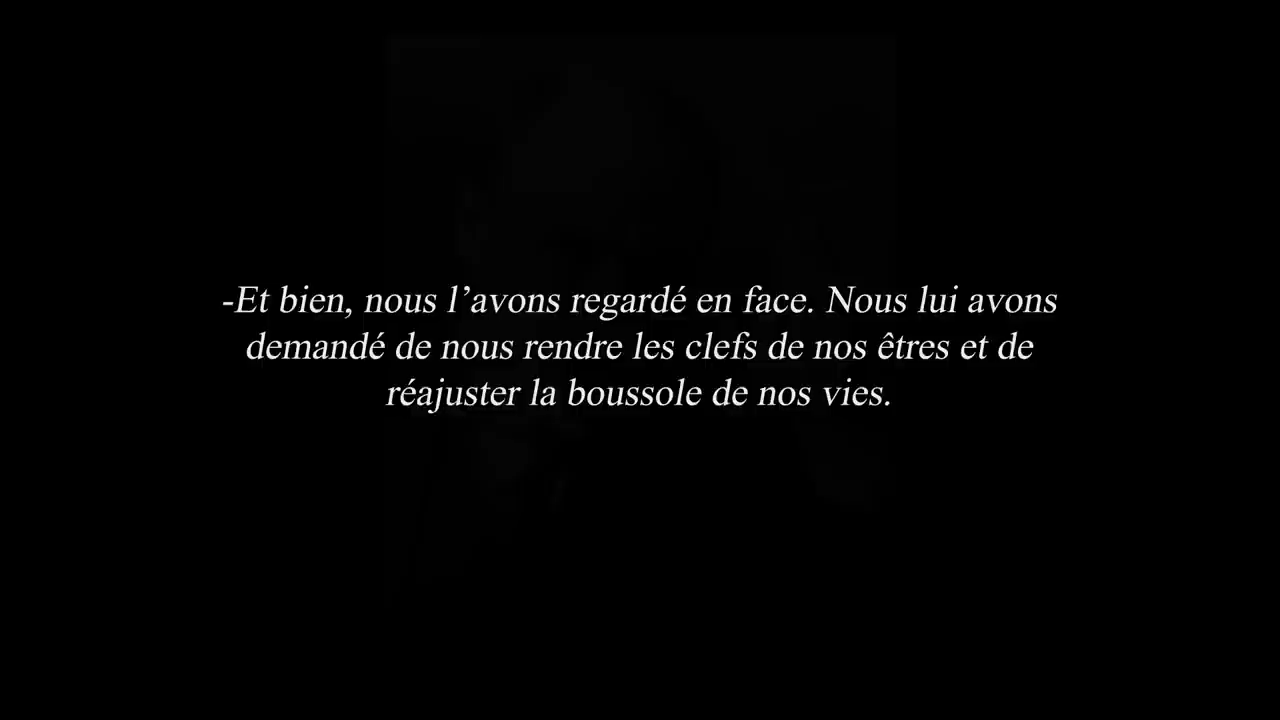 -Et bien, nous l’avons regardé en face. Nous lui avons
demandé de nous rendre les clefs de nos êtres et de
réajuster la boussole de nos vies.